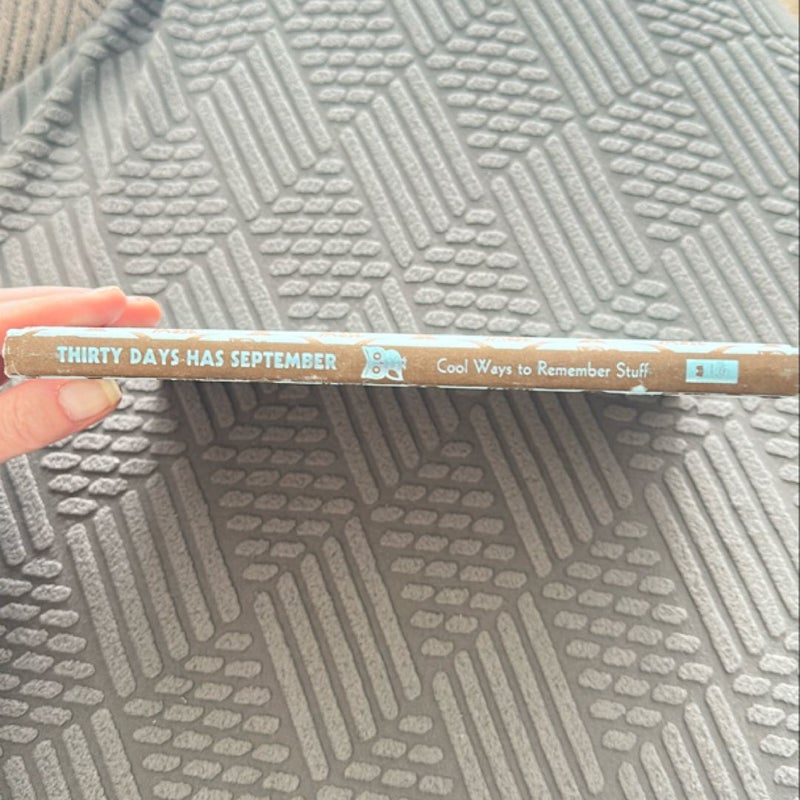 THIRTY DAYS HAS SEPTEMBER
Cool Ways to Remember Stuff